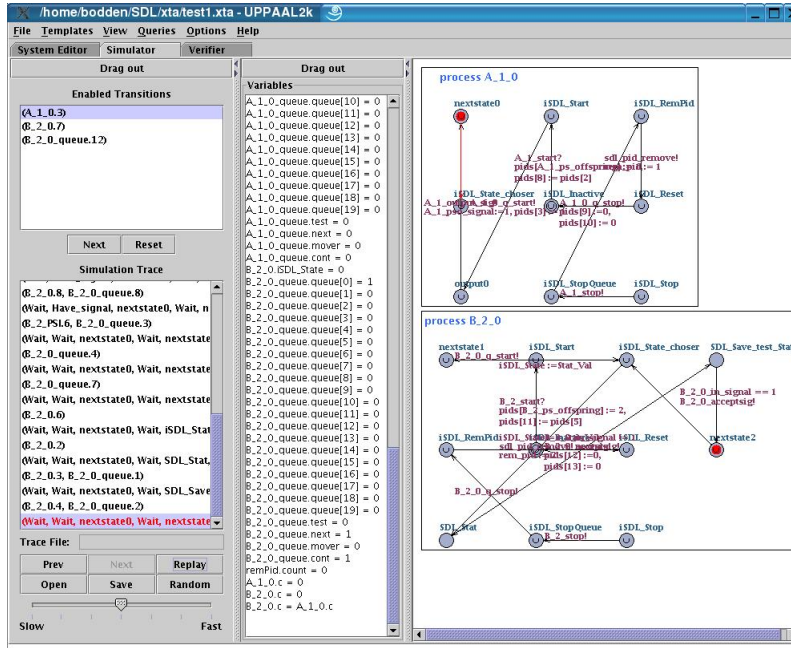 /home/bodden/SDL/xta/test1.xta - UPPAAL2k
File Templates View Queries Options Help
System Editor Simulator Verifier
Drag out
Enabled Transitions
(A_1_0.3)
(B_2_0.7)
(B_2_0_queue.12)
Next Reset
Simulation Trace
(B_2_0.8, B_2_0_queue.8)
(Wait, Have_signal, nextstate0, Wait, n
(B_2_PSI.6, B_2_0_queue.3)
(Wait, Wait, nextstate0, Wait, nextstate
(B_2_0_queue.4)
(Wait, Wait, nextstate0, Wait, nextstate
(B_2_0_queue.7)
(Wait, Wait, nextstate0, Wait, nextstate
(B_2_0.6)
(Wait, Wait, nextstate0, Wait, iSDL_Stat
(B_2_0.2)
(Wait, Wait, nextstate0, Wait, SDL_Stat,
(B_2_0.3, B_2_0_queue.1)
(Wait, Wait, nextstate0, Wait, SDL_Save
(B_2_0.4, B_2_0_queue.2)
(Wait, Wait, nextstate0, Wait, nextstate
Trace File:
Prev Next Replay
Open Save Random
Slow Fast
Drag out
Variables
A_1_0_queue.queue[10] = 0
A_1_0_queue.queue[11] = 0
A_1_0_queue.queue[12] = 0
A_1_0_queue.queue[13] = 0
A_1_0_queue.queue[14] = 0
A_1_0_queue.queue[15] = 0
A_1_0_queue.queue[16] = 0
A_1_0_queue.queue[17] = 0
A_1_0_queue.queue[18] = 0
A_1_0_queue.queue[19] = 0
A_1_0_queue.test = 0
A_1_0_queue.next = 0
A_1_0_queue.mover = 0
A_1_0_queue.cont = 0
B_2_0.iSDL_State = 0
B_2_0_queue.queue[0] = 1
B_2_0_queue.queue[1] = 0
B_2_0_queue.queue[2] = 0
B_2_0_queue.queue[3] = 0
B_2_0_queue.queue[4] = 0
B_2_0_queue.queue[5] = 0
B_2_0_queue.queue[6] = 0
B_2_0_queue.queue[7] = 0
B_2_0_queue.queue[8] = 0
B_2_0_queue.queue[9] = 0
B_2_0_queue.queue[10] = 0
B_2_0_queue.queue[11] = 0
B_2_0_queue.queue[12] = 0
B_2_0_queue.queue[13] = 0
B_2_0_queue.queue[14] = 0
B_2_0_queue.queue[15] = 0
B_2_0_queue.queue[16] = 0
B_2_0_queue.queue[17] = 0
B_2_0_queue.queue[18] = 0
B_2_0_queue.queue[19] = 0
B_2_0_queue.test = 0
B_2_0_queue.next = 1
B_2_0_queue.mover = 0
B_2_0_queue.cont = 1
remPid.count = 0
A_1_0.c = 0
B_2_0.c = 0
B_2_0.c = A_1_0.c
process A_1_0
nextstate0 iSDL_Start iSDL_RemPid
A_1_start? sdl_pid_remove!
pids[A_1_ps_offspring]
pids[8] := pids[2]
iSDL_State_choser iSDL_Inactive iSDL_Reset
A_1_0_q_stop!
pids[9] :=0,
pids[10] := 0
output0 iSDL_StopQueue iSDL_Stop
A_1_stop!
process B_2_0
nextstate1 iSDL_Start iSDL_State_choser SDL_Save_test_Stat
B_2_0_q_start!
iSDL_State :=Stat_Val
B_2_0_in_signal == 1
B_2_0_acceptsig!
B_2_start?
pids[B_2_ps_offspring] := 2,
pids[11] := pids[5]
iSDL_RemPid iSDL_Reset nextstate2
pids[12] :=0,
pids[13] := 0
B_2_0_q_stop!
SDL_Stat iSDL_StopQueue iSDL_Stop
B_2_stop!